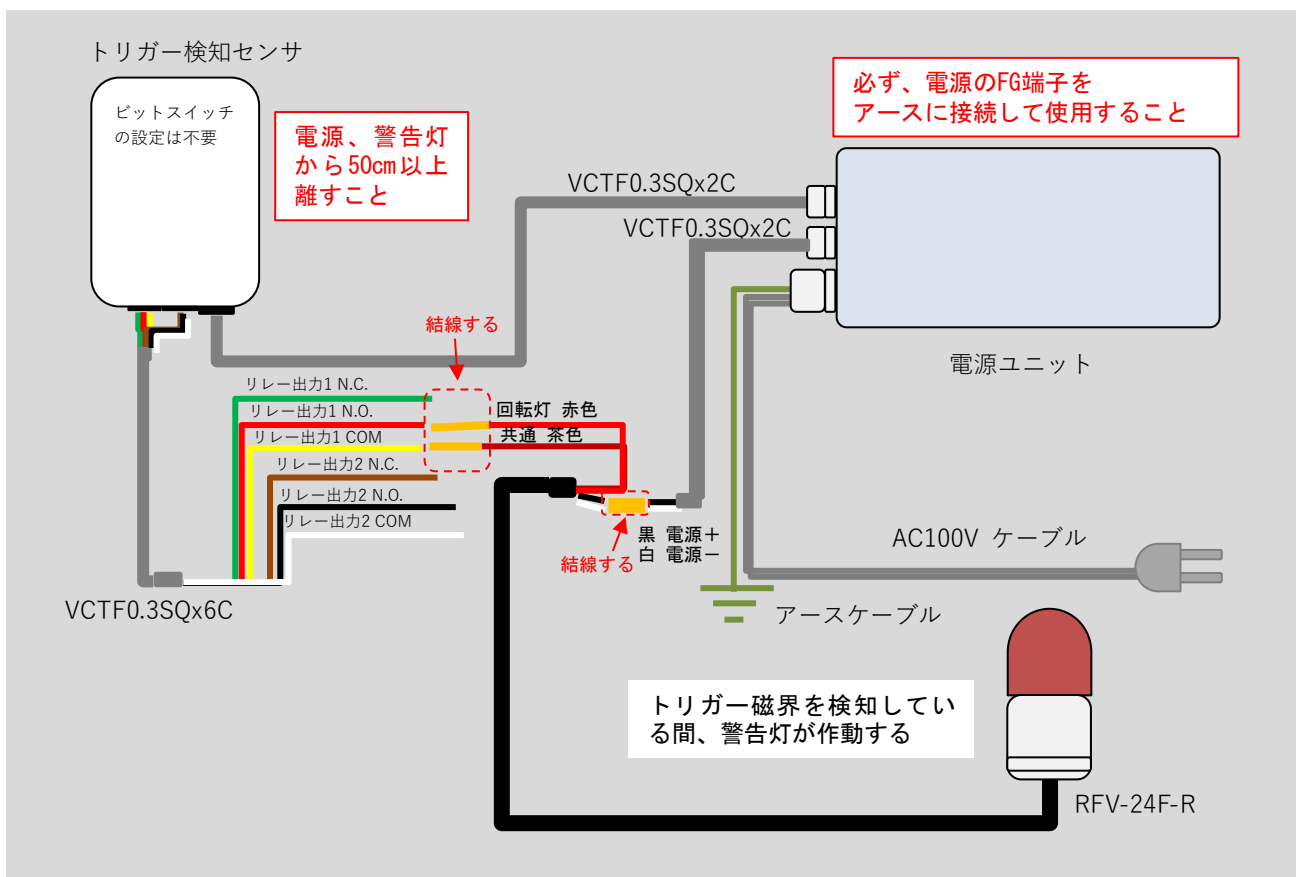 トリガー検知センサ
ビットスイッチ
の設定は不要
電源、警告灯
から50cm以上
離すこと
必ず、電源のFG端子を
アースに接続して使用すること
VCTF0.3SQx2C
VCTF0.3SQx2C
電源ユニット
結線する
リレー出力1 N.C.
リレー出力1 N.O.
リレー出力1 COM
リレー出力2 N.C.
リレー出力2 N.O.
リレー出力2 COM
回転灯 赤色
共通 茶色
黒 電源＋
白 電源－
結線する
VCTF0.3SQx6C
AC100V ケーブル
アースケーブル
トリガー磁界を検知してい
る間、警告灯が作動する
RFV-24F-R